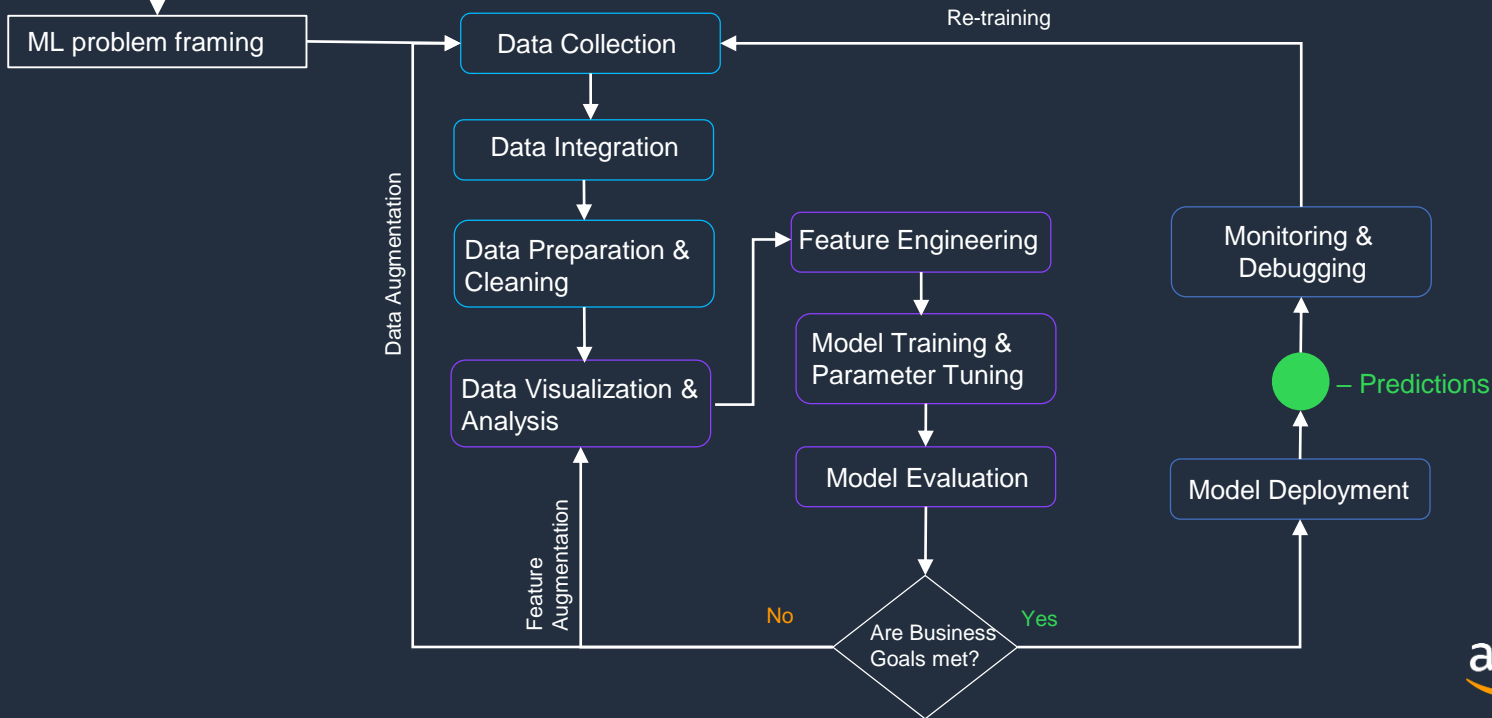 Re-training
ML problem framing
Data Collection
Data Integration
Data Augmentation
Data Preparation &
Cleaning
Feature Engineering
Monitoring &
Debugging
Model Training &
Parameter Tuning
Data Visualization &
Analysis
– Predictions
Model Evaluation
Model Deployment
Feature
Augmentation
No
Are Business
Goals met?
Yes